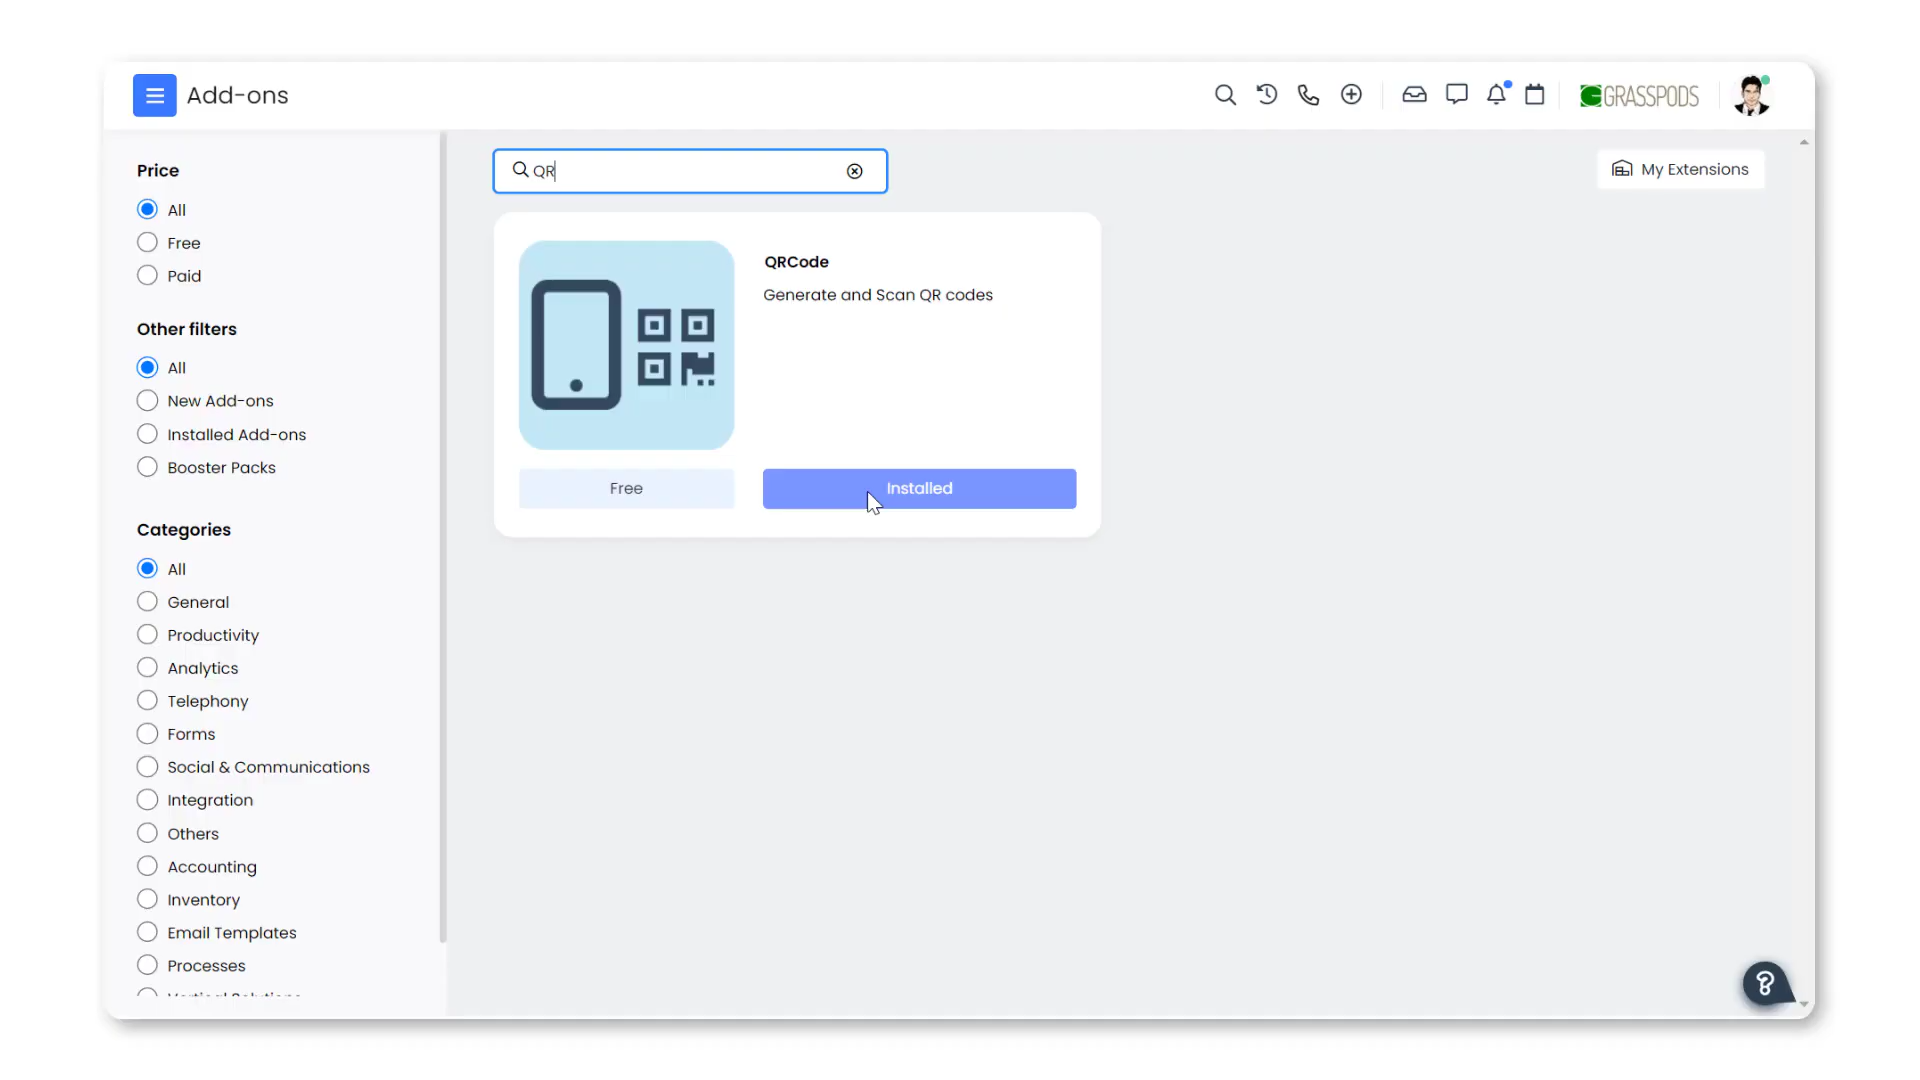 Add-ons
GRASSPODS
Price
All
Free
Paid
Other filters
All
New Add-ons
Installed Add-ons
Booster Packs
Categories
All
General
Productivity
Analytics
Telephony
Forms
Social & Communications
Integration
Others
Accounting
Inventory
Email Templates
Processes
QR
My Extensions
QRCode
Generate and Scan QR codes
Free
Installed
?